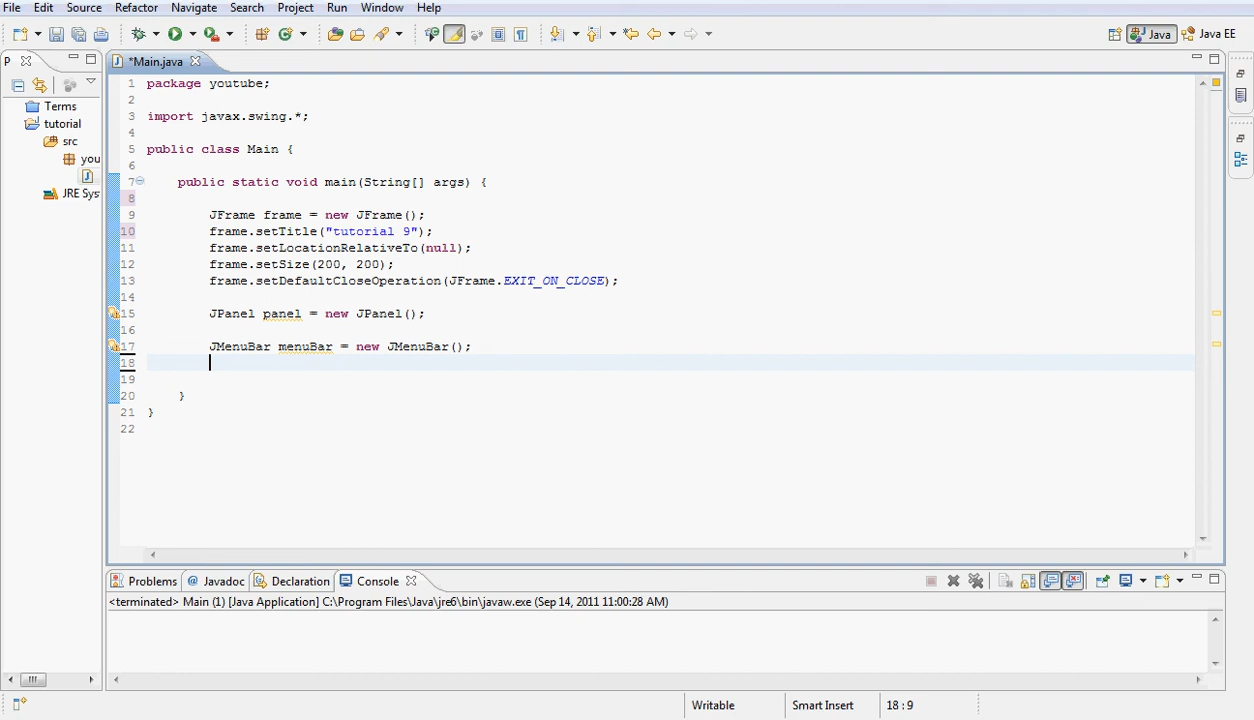 File Edit Source Refactor Navigate Search Project Run Window Help
Java Java EE
P
*Main.java
Terms
tutorial
src
you
JRE Sys
1 package youtube;
2
3 import javax.swing.*;
4
5 public class Main {
6
7 public static void main(String[] args) {
8
9 JFrame frame = new JFrame();
10 frame.setTitle("tutorial 9");
11 frame.setLocationRelativeTo(null);
12 frame.setSize(200, 200);
13 frame.setDefaultCloseOperation(JFrame.EXIT_ON_CLOSE);
14
15 JPanel panel = new JPanel();
16
17 JMenuBar menuBar = new JMenuBar();
18
19
20 }
21 }
22
Problems @ Javadoc Declaration Console
<terminated> Main (1) [Java Application] C:\Program Files\Java\jre6\bin\javaw.exe (Sep 14, 2011 11:00:28 AM)
Writable Smart Insert 18 : 9